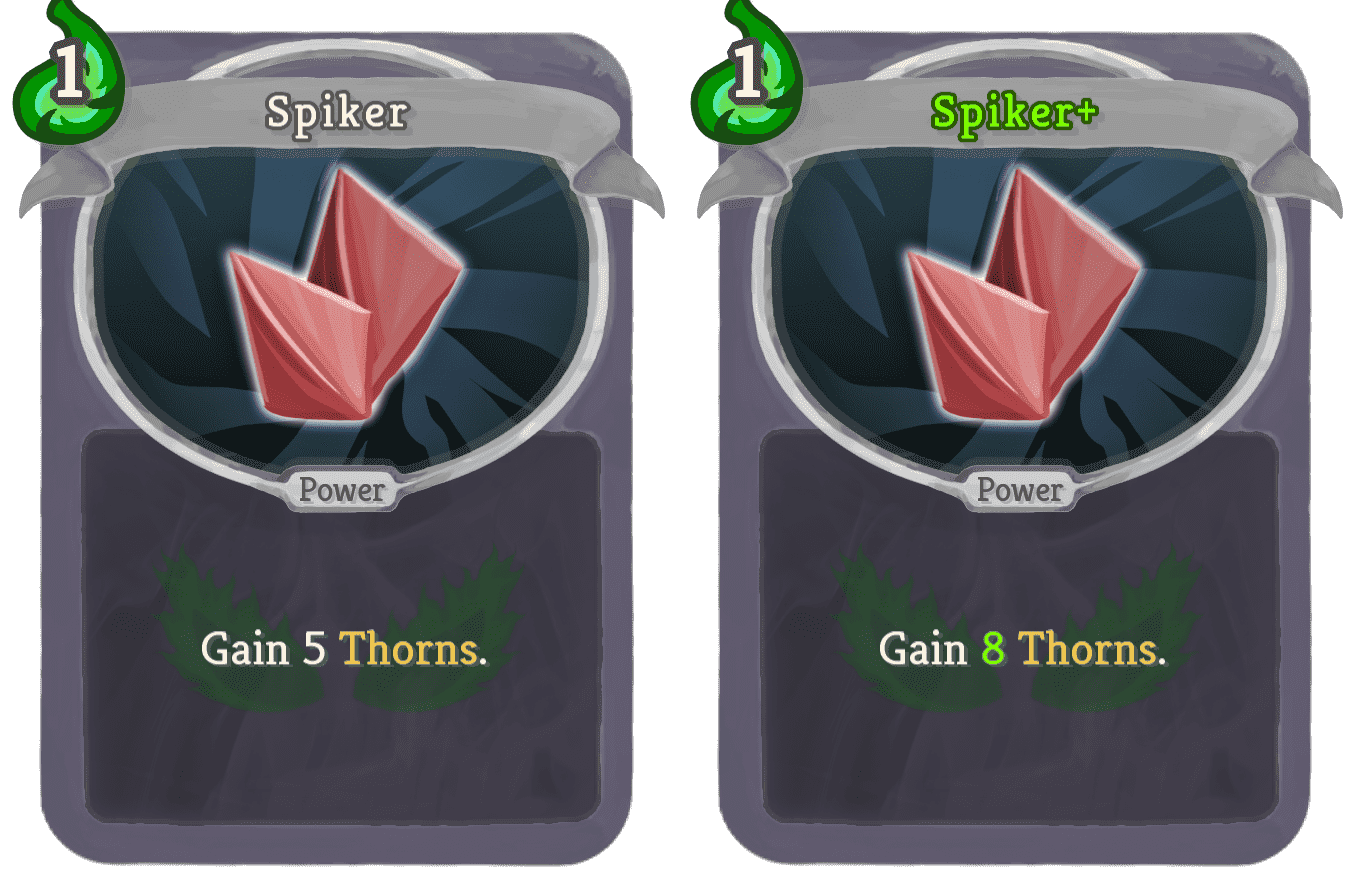 1
Spiker
Power
Gain 5 Thorns.
1
Spiker+
Power
Gain 8 Thorns.